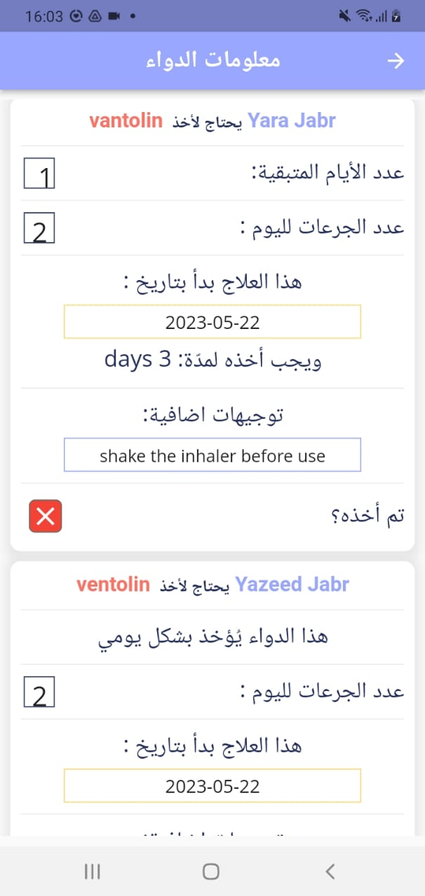 16:03
معلومات الدواء
Yara Jabr يحتاج لأخذ vantolin
عدد الأيام المتبقية: 1
عدد الجرعات لليوم : 2
هذا العلاج بدأ بتاريخ :
2023-05-22
ويجب أخذه لمدّة: 3 days
توجيهات اضافية:
shake the inhaler before use
تم أخذه؟
Yazeed Jabr يحتاج لأخذ ventolin
هذا الدواء يُؤخذ بشكل يومي
عدد الجرعات لليوم : 2
هذا العلاج بدأ بتاريخ :
2023-05-22